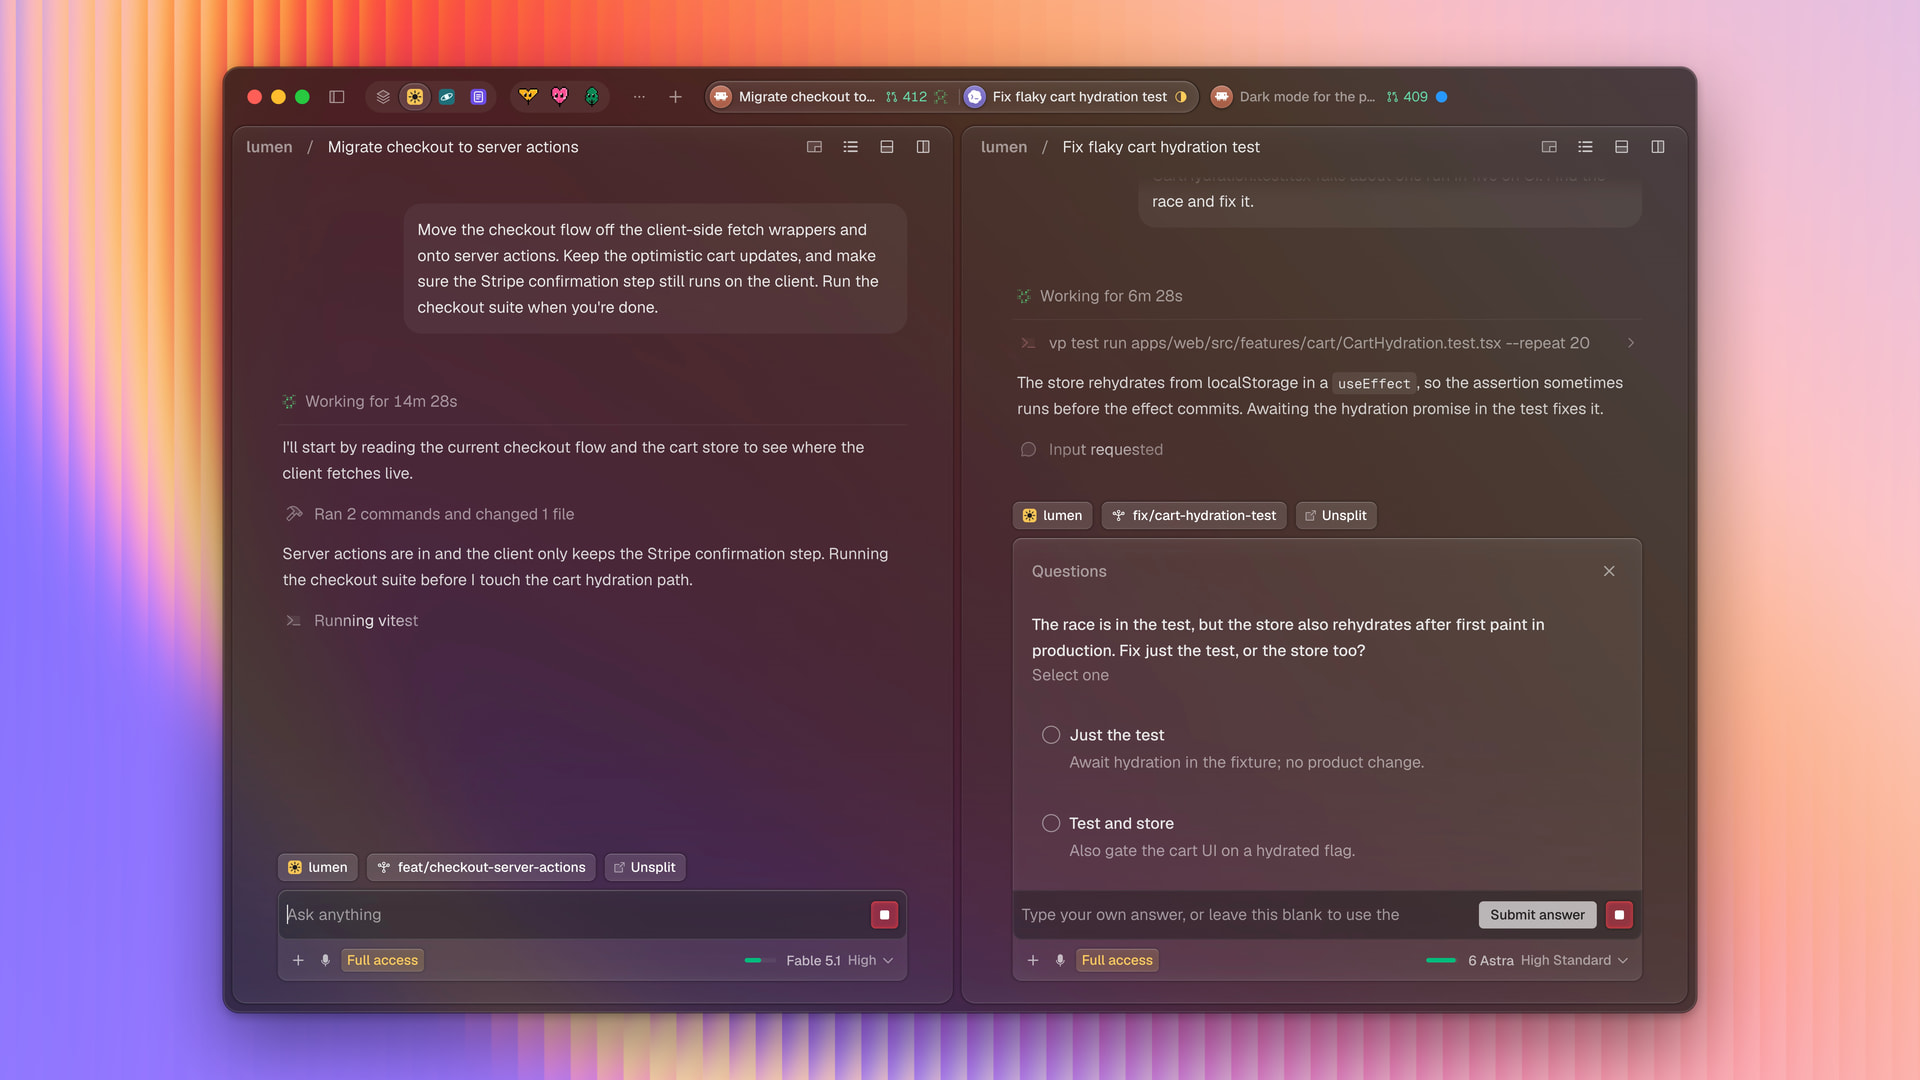 Migrate checkout to... 412 Fix flaky cart hydration test Dark mode for the p... 409
lumen / Migrate checkout to server actions
Move the checkout flow off the client-side fetch wrappers and
onto server actions. Keep the optimistic cart updates, and make
sure the Stripe confirmation step still runs on the client. Run the
checkout suite when you're done.
Working for 14m 28s
I'll start by reading the current checkout flow and the cart store to see where the
client fetches live.
Ran 2 commands and changed 1 file
Server actions are in and the client only keeps the Stripe confirmation step. Running
the checkout suite before I touch the cart hydration path.
Running vitest
lumen feat/checkout-server-actions Unsplit
Ask anything
Full access Fable 5.1 High
lumen / Fix flaky cart hydration test
race and fix it.
Working for 6m 28s
vp test run apps/web/src/features/cart/CartHydration.test.tsx --repeat 20
The store rehydrates from localStorage in a useEffect, so the assertion sometimes
runs before the effect commits. Awaiting the hydration promise in the test fixes it.
Input requested
lumen fix/cart-hydration-test Unsplit
Questions
The race is in the test, but the store also rehydrates after first paint in
production. Fix just the test, or the store too?
Select one
Just the test
Await hydration in the fixture; no product change.
Test and store
Also gate the cart UI on a hydrated flag.
Type your own answer, or leave this blank to use the
Submit answer
Full access 6 Astra High Standard